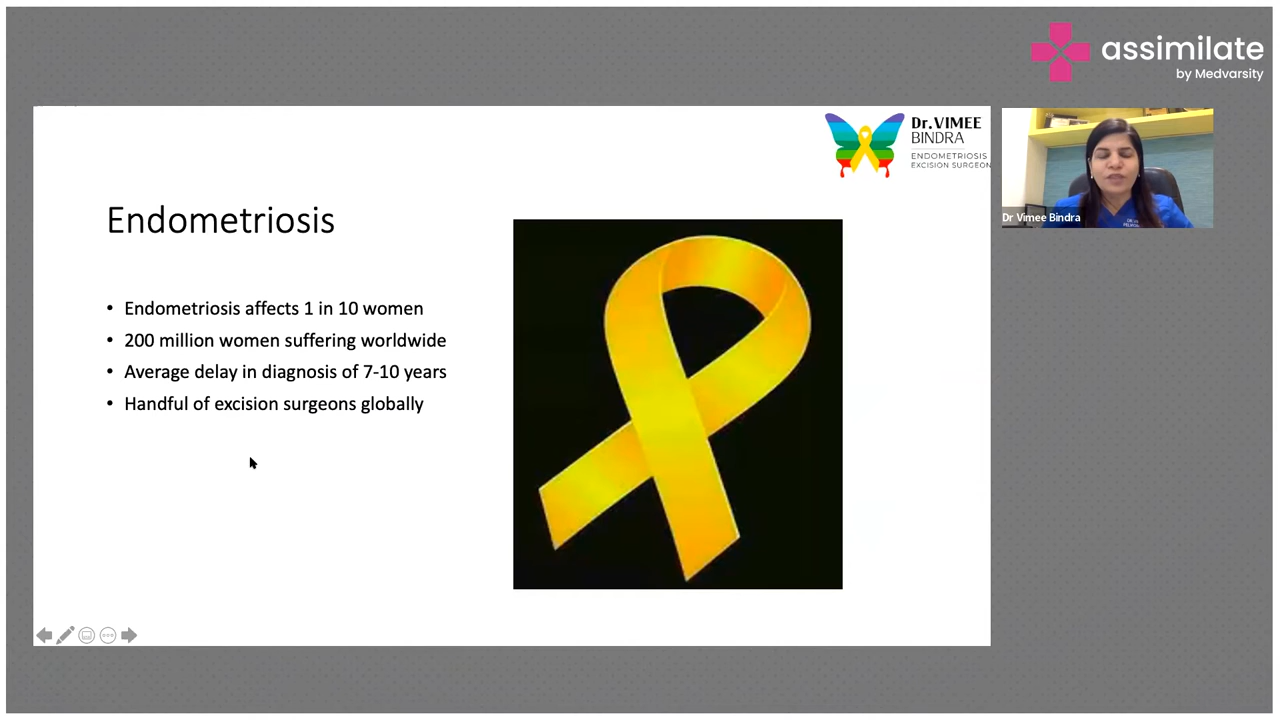 assimilate
by Medvarsity
Dr.VIMEE
BINDRA
ENDOMETRIOSIS
EXCISION SURGEON
Dr Vimee Bindra
Endometriosis
• Endometriosis affects 1 in 10 women
• 200 million women suffering worldwide
• Average delay in diagnosis of 7-10 years
• Handful of excision surgeons globally